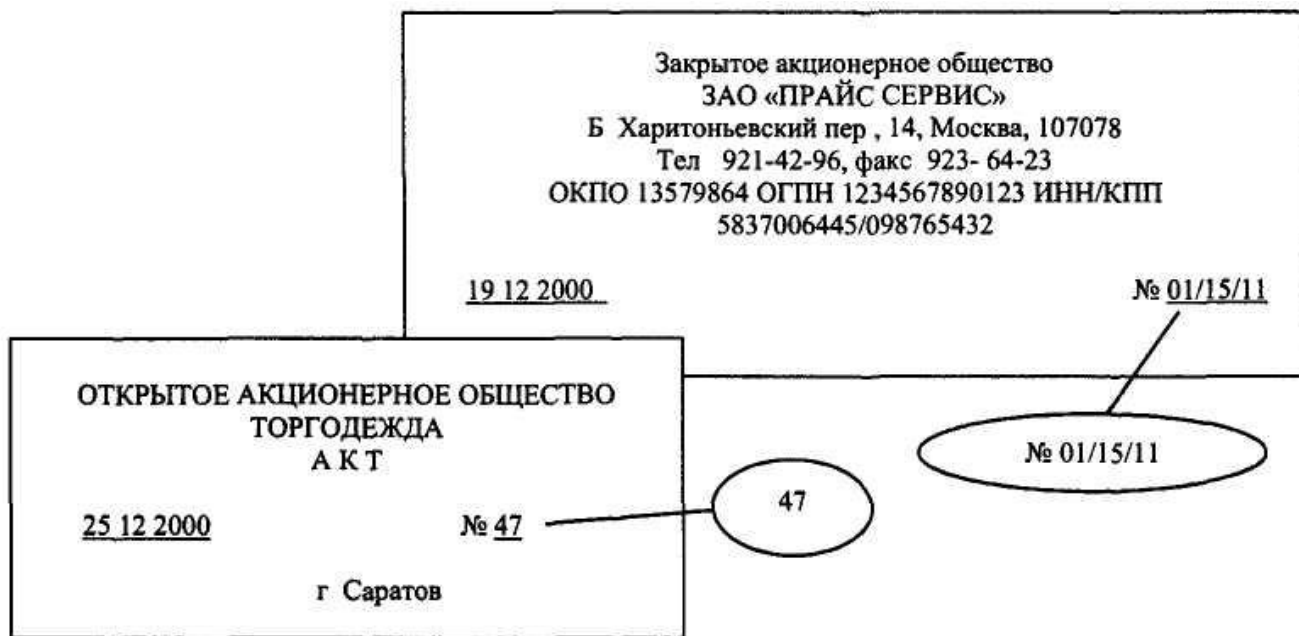 Закрытое акционерное общество
ЗАО «ПРАЙС СЕРВИС»
Б Харитоньевский пер , 14, Москва, 107078
Тел 921-42-96, факс 923- 64-23
ОКПО 13579864 ОГПН 1234567890123 ИНН/КПП
5837006445/098765432
19 12 2000 № 01/15/11
№ 01/15/11
ОТКРЫТОЕ АКЦИОНЕРНОЕ ОБЩЕСТВО
ТОРГОДЕЖДА
А К Т
25 12 2000 № 47
47
г Саратов